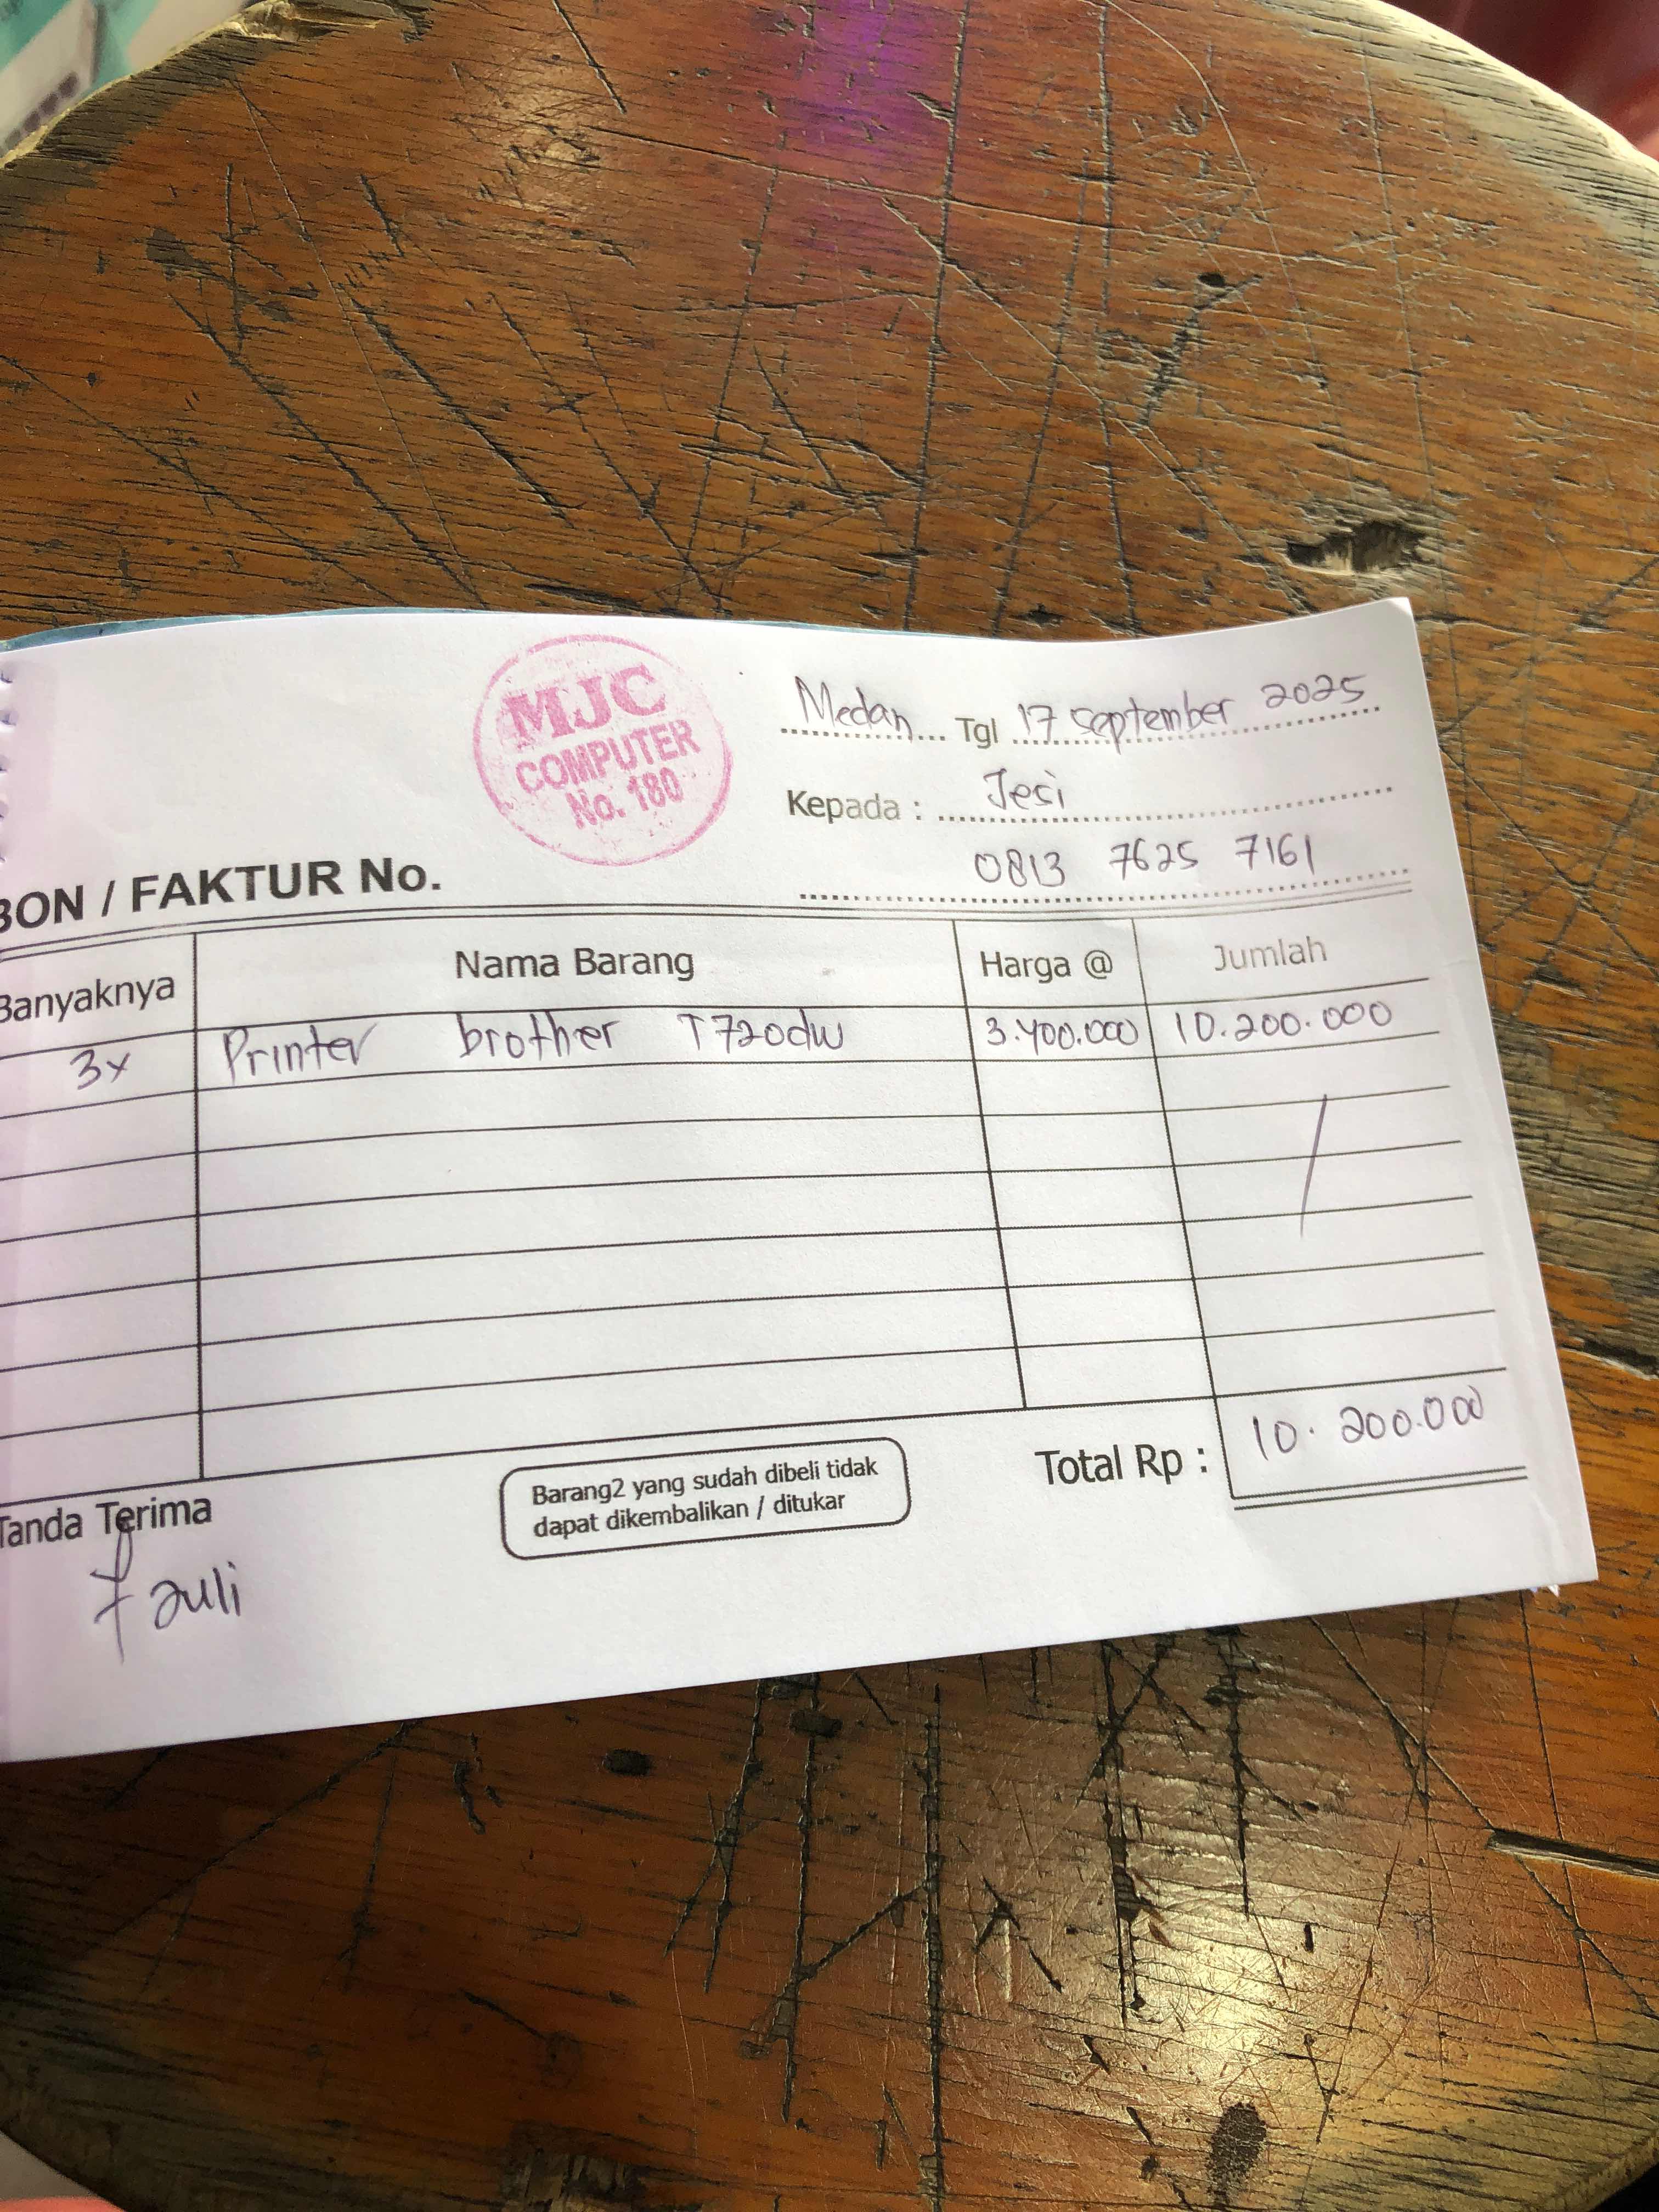 MJC
COMPUTER
No. 180
Medan Tgl 17 September 2025
Kepada : Jesi
0813 7625 7161
BON / FAKTUR No.
Banyaknya Nama Barang Harga @ Jumlah
3x Printer brother T720dw 3.400.000 10.200.000
Total Rp : 10.200.000
Tanda Terima
Barang2 yang sudah dibeli tidak
dapat dikembalikan / ditukar